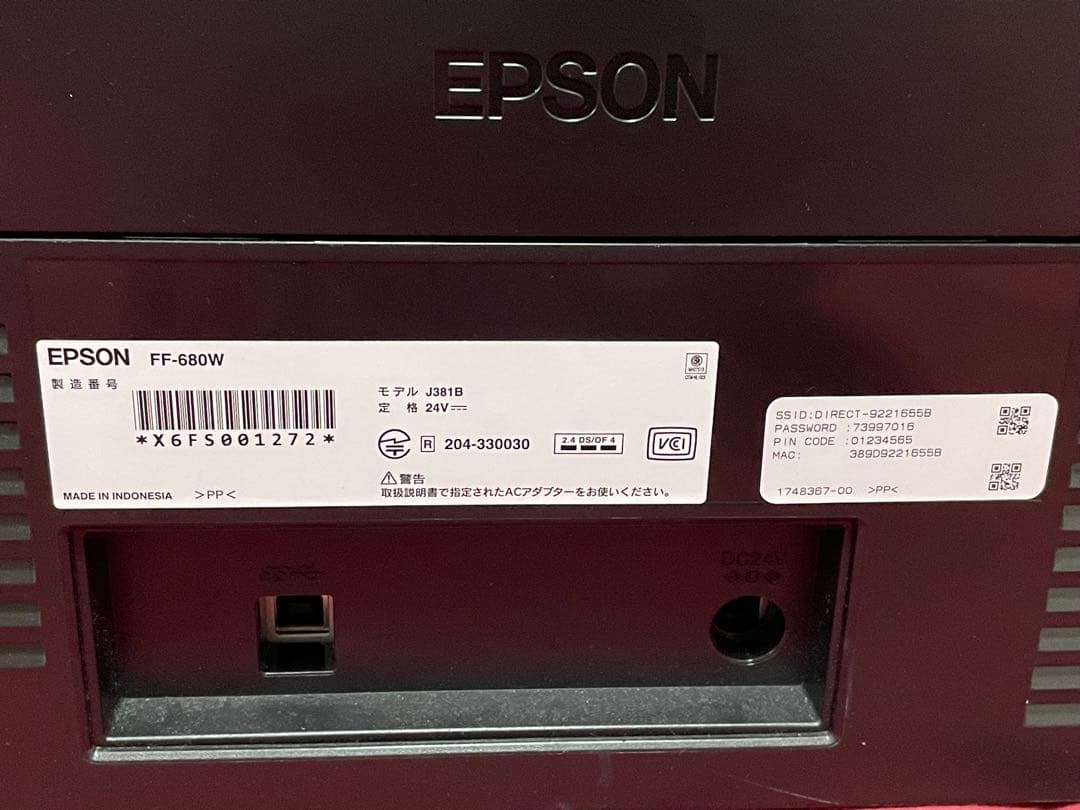 EPSON
EPSON FF-680W
製造番号
*X6FS001272*
モデル J381B
定 格 24V
R 204-330030
2.4 DS/OF 4
VCI
⚠警告
取扱説明書で指定されたACアダプターをお使いください。
MADE IN INDONESIA >PP<
SSID:DIRECT-9221655B
PASSWORD :73997016
PIN CODE :01234565
MAC: 389D9221655B
1748367-00 >PP<
DC24V